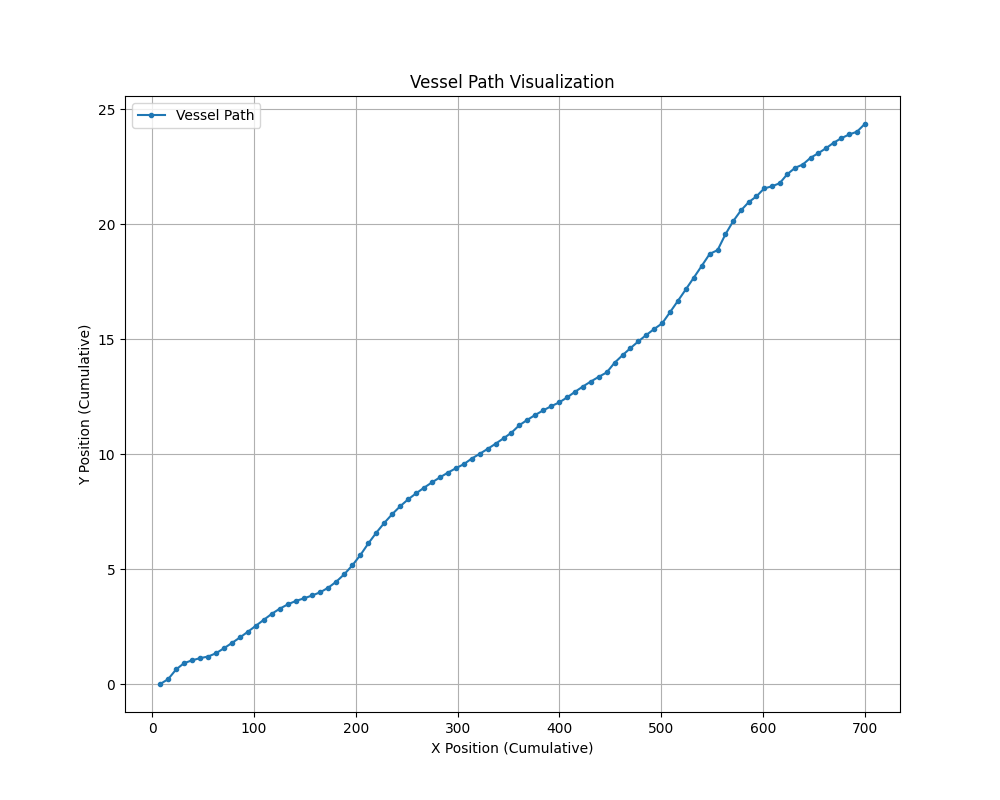 Vessel Path Visualization
Vessel Path
25
20
15
10
5
0
Y Position (Cumulative)
0 100 200 300 400 500 600 700
X Position (Cumulative)